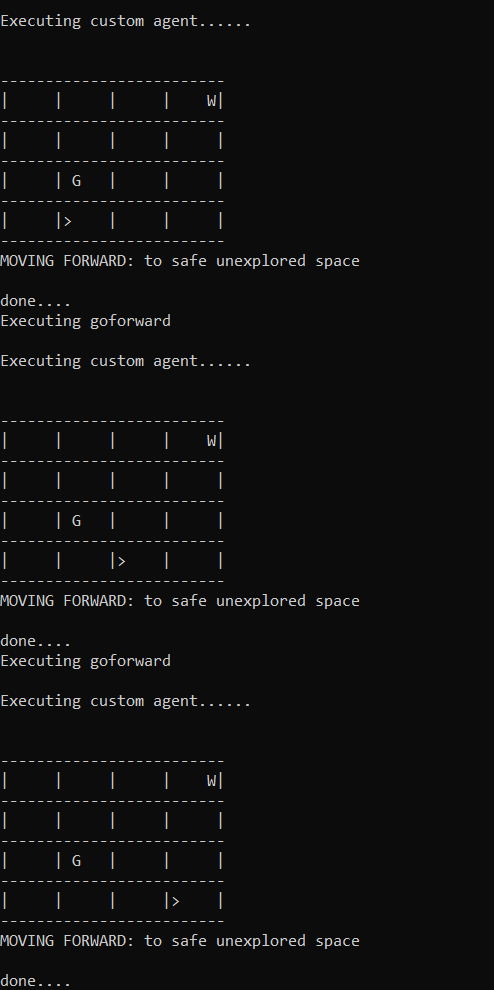 Executing custom agent......
-------------------------
|     |     |     |    W|
-------------------------
|     |     |     |     |
-------------------------
|     | G   |     |     |
-------------------------
|     |>    |     |     |
-------------------------
MOVING FORWARD: to safe unexplored space
done....
Executing goforward
Executing custom agent......
-------------------------
|     |     |     |    W|
-------------------------
|     |     |     |     |
-------------------------
|     | G   |     |     |
-------------------------
|     |     |>    |     |
-------------------------
MOVING FORWARD: to safe unexplored space
done....
Executing goforward
Executing custom agent......
-------------------------
|     |     |     |    W|
-------------------------
|     |     |     |     |
-------------------------
|     | G   |     |     |
-------------------------
|     |     |     |>    |
-------------------------
MOVING FORWARD: to safe unexplored space
done....